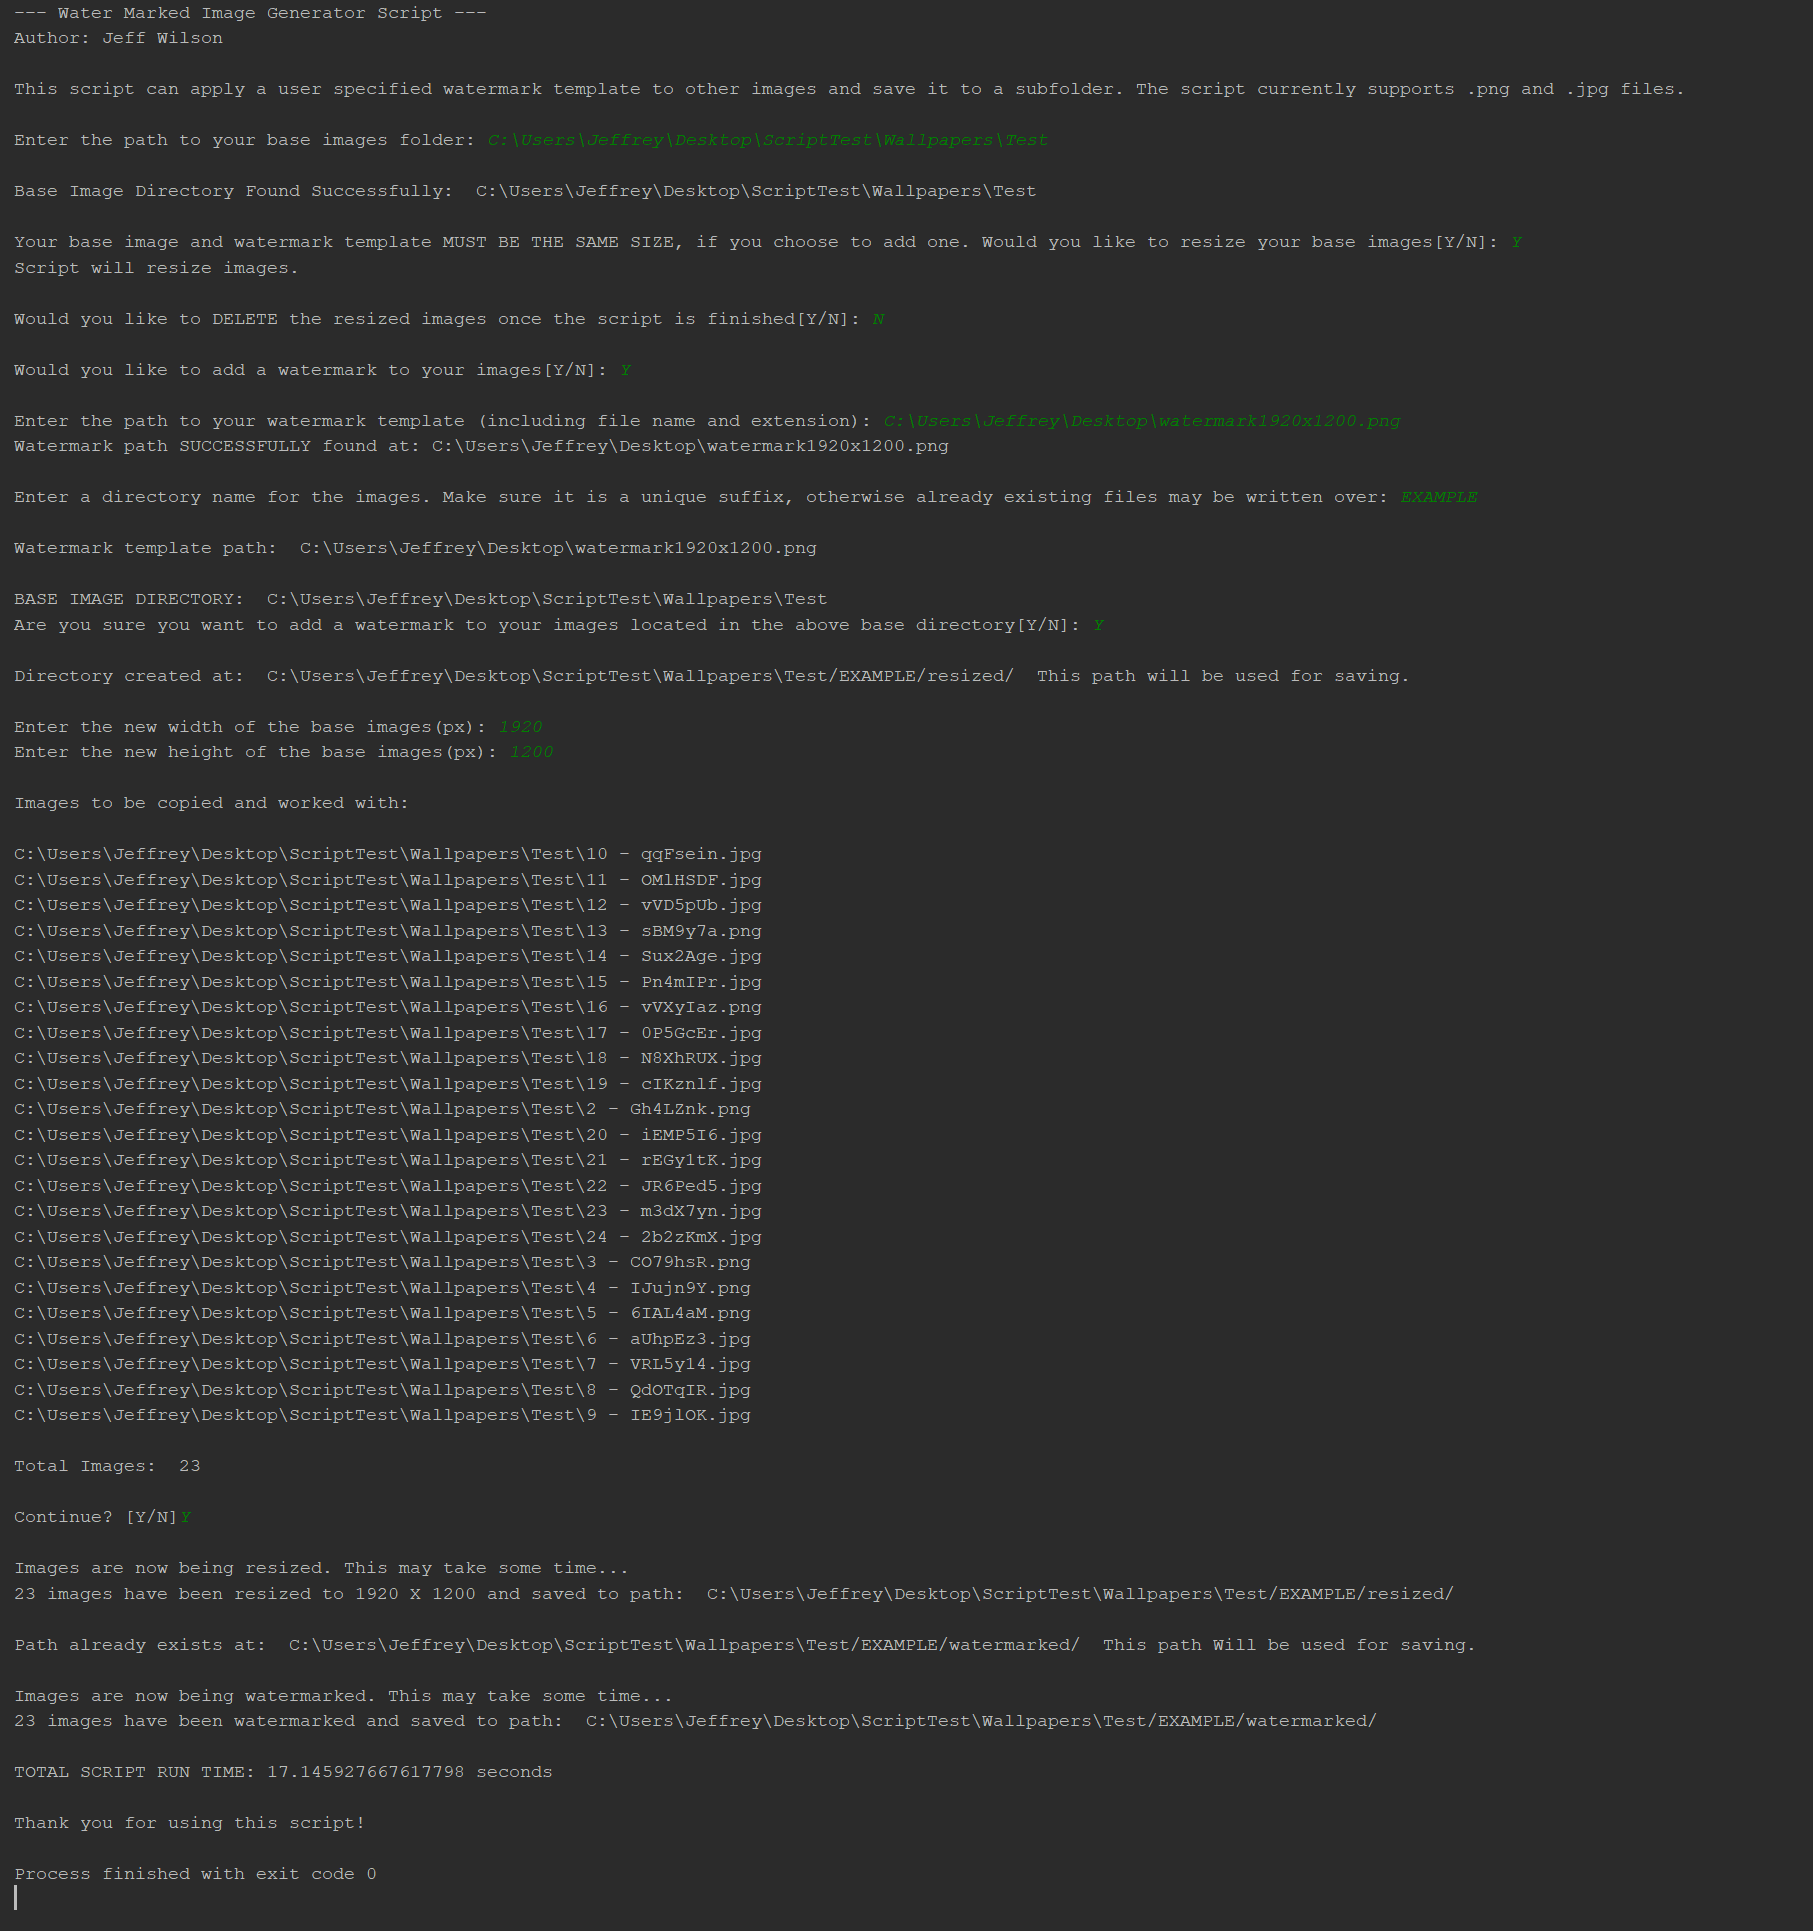 --- Water Marked Image Generator Script ---
Author: Jeff Wilson
This script can apply a user specified watermark template to other images and save it to a subfolder. The script currently supports .png and .jpg files.
Enter the path to your base images folder: C:\Users\Jeffrey\Desktop\ScriptTest\Wallpapers\Test
Base Image Directory Found Successfully:  C:\Users\Jeffrey\Desktop\ScriptTest\Wallpapers\Test
Your base image and watermark template MUST BE THE SAME SIZE, if you choose to add one. Would you like to resize your base images[Y/N]: Y
Script will resize images.
Would you like to DELETE the resized images once the script is finished[Y/N]: N
Would you like to add a watermark to your images[Y/N]: Y
Enter the path to your watermark template (including file name and extension): C:\Users\Jeffrey\Desktop\watermark1920x1200.png
Watermark path SUCCESSFULLY found at: C:\Users\Jeffrey\Desktop\watermark1920x1200.png
Enter a directory name for the images. Make sure it is a unique suffix, otherwise already existing files may be written over: EXAMPLE
Watermark template path:  C:\Users\Jeffrey\Desktop\watermark1920x1200.png
BASE IMAGE DIRECTORY:  C:\Users\Jeffrey\Desktop\ScriptTest\Wallpapers\Test
Are you sure you want to add a watermark to your images located in the above base directory[Y/N]: Y
Directory created at:  C:\Users\Jeffrey\Desktop\ScriptTest\Wallpapers\Test/EXAMPLE/resized/  This path will be used for saving.
Enter the new width of the base images(px): 1920
Enter the new height of the base images(px): 1200
Images to be copied and worked with:
C:\Users\Jeffrey\Desktop\ScriptTest\Wallpapers\Test\10 - qqFsein.jpg
C:\Users\Jeffrey\Desktop\ScriptTest\Wallpapers\Test\11 - OMlHSDF.jpg
C:\Users\Jeffrey\Desktop\ScriptTest\Wallpapers\Test\12 - vVD5pUb.jpg
C:\Users\Jeffrey\Desktop\ScriptTest\Wallpapers\Test\13 - sBM9y7a.png
C:\Users\Jeffrey\Desktop\ScriptTest\Wallpapers\Test\14 - Sux2Age.jpg
C:\Users\Jeffrey\Desktop\ScriptTest\Wallpapers\Test\15 - Pn4mIPr.jpg
C:\Users\Jeffrey\Desktop\ScriptTest\Wallpapers\Test\16 - vVXyIaz.png
C:\Users\Jeffrey\Desktop\ScriptTest\Wallpapers\Test\17 - 0P5GcEr.jpg
C:\Users\Jeffrey\Desktop\ScriptTest\Wallpapers\Test\18 - N8XhRUX.jpg
C:\Users\Jeffrey\Desktop\ScriptTest\Wallpapers\Test\19 - cIKznlf.jpg
C:\Users\Jeffrey\Desktop\ScriptTest\Wallpapers\Test\2 - Gh4LZnk.png
C:\Users\Jeffrey\Desktop\ScriptTest\Wallpapers\Test\20 - iEMP5I6.jpg
C:\Users\Jeffrey\Desktop\ScriptTest\Wallpapers\Test\21 - rEGy1tK.jpg
C:\Users\Jeffrey\Desktop\ScriptTest\Wallpapers\Test\22 - JR6Ped5.jpg
C:\Users\Jeffrey\Desktop\ScriptTest\Wallpapers\Test\23 - m3dX7yn.jpg
C:\Users\Jeffrey\Desktop\ScriptTest\Wallpapers\Test\24 - 2b2zKmX.jpg
C:\Users\Jeffrey\Desktop\ScriptTest\Wallpapers\Test\3 - CO79hsR.png
C:\Users\Jeffrey\Desktop\ScriptTest\Wallpapers\Test\4 - IJujn9Y.png
C:\Users\Jeffrey\Desktop\ScriptTest\Wallpapers\Test\5 - 6IAL4aM.png
C:\Users\Jeffrey\Desktop\ScriptTest\Wallpapers\Test\6 - aUhpEz3.jpg
C:\Users\Jeffrey\Desktop\ScriptTest\Wallpapers\Test\7 - VRL5y14.jpg
C:\Users\Jeffrey\Desktop\ScriptTest\Wallpapers\Test\8 - QdOTqIR.jpg
C:\Users\Jeffrey\Desktop\ScriptTest\Wallpapers\Test\9 - IE9jlOK.jpg
Total Images:  23
Continue? [Y/N]Y
Images are now being resized. This may take some time...
23 images have been resized to 1920 X 1200 and saved to path:  C:\Users\Jeffrey\Desktop\ScriptTest\Wallpapers\Test/EXAMPLE/resized/
Path already exists at:  C:\Users\Jeffrey\Desktop\ScriptTest\Wallpapers\Test/EXAMPLE/watermarked/  This path Will be used for saving.
Images are now being watermarked. This may take some time...
23 images have been watermarked and saved to path:  C:\Users\Jeffrey\Desktop\ScriptTest\Wallpapers\Test/EXAMPLE/watermarked/
TOTAL SCRIPT RUN TIME: 17.145927667617798 seconds
Thank you for using this script!
Process finished with exit code 0